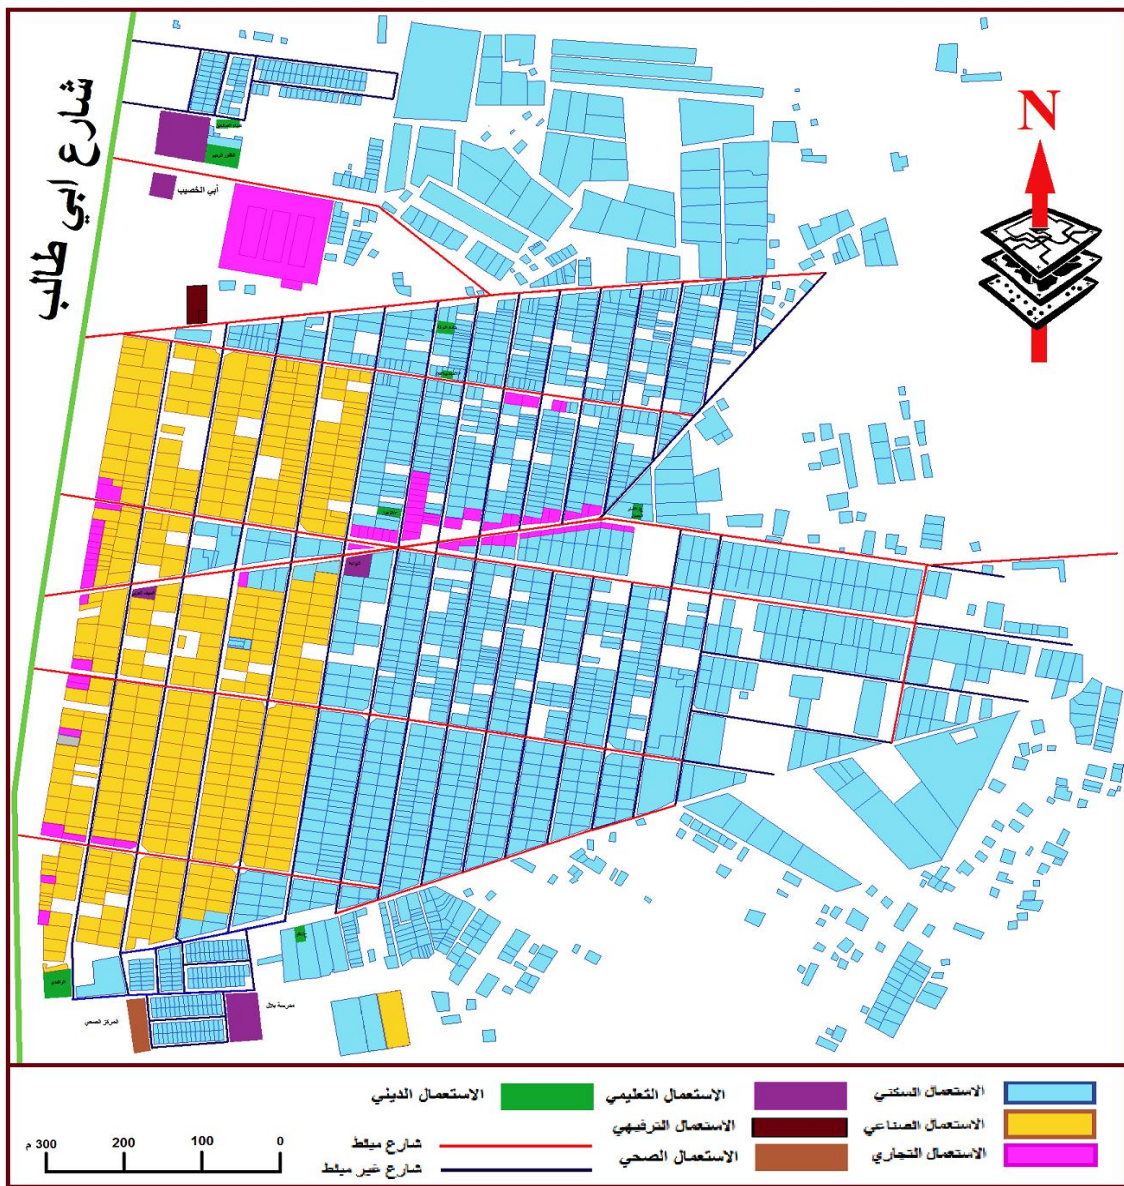 شارع ابي طالب
N
أبي الخصيب
مدرسة بلال
المركز الصحي
الاستعمال السكني
الاستعمال التعليمي
الاستعمال الديني
الاستعمال الصناعي
الاستعمال الترفيهي
شارع مبلط
الاستعمال التجاري
الاستعمال الصحي
شارع غير مبلط
300 م 200 100 0